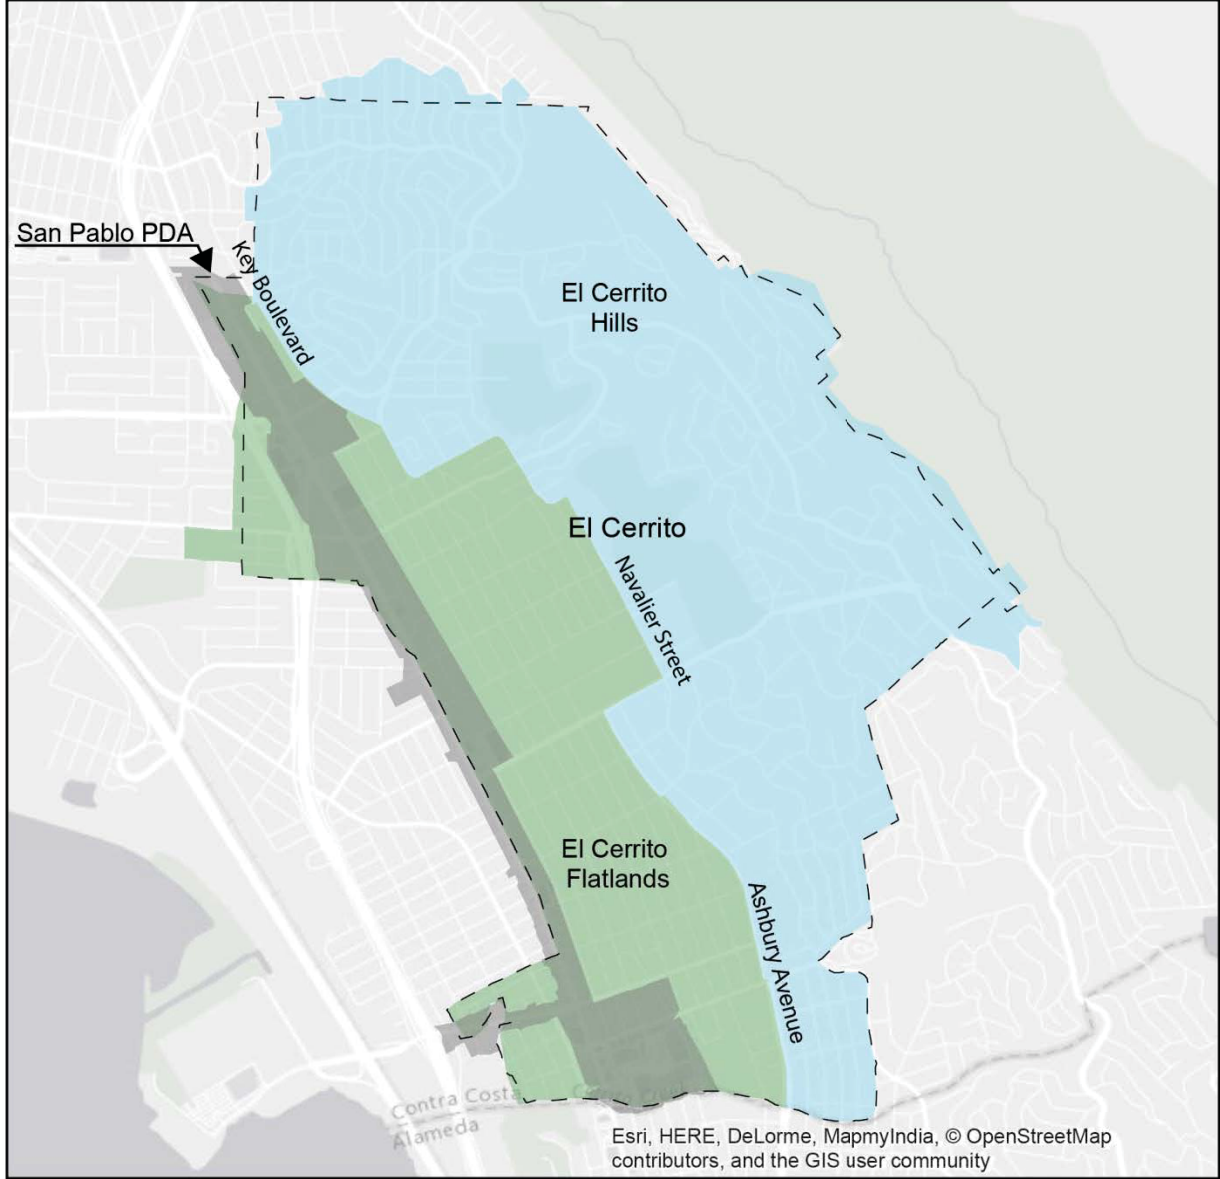 San Pablo PDA
Key Boulevard
El Cerrito
Hills
El Cerrito
Navalier Street
El Cerrito
Flatlands
Ashbury Avenue
Contra Costa
Alameda
Esri, HERE, DeLorme, MapmyIndia, © OpenStreetMap
contributors, and the GIS user community